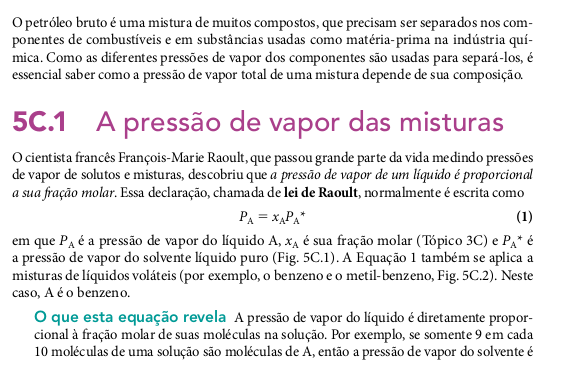 O petróleo bruto é uma mistura de muitos compostos, que precisam ser separados nos com-
ponentes de combustíveis e em substâncias usadas como matéria-prima na indústria quí-
mica. Como as diferentes pressões de vapor dos componentes são usadas para separá-los, é
essencial saber como a pressão de vapor total de uma mistura depende de sua composição.
5C.1 A pressão de vapor das misturas
O cientista francês François-Marie Raoult, que passou grande parte da vida medindo pressões
de vapor de solutos e misturas, descobriu que a pressão de vapor de um líquido é proporcional
a sua fração molar. Essa declaração, chamada de lei de Raoult, normalmente é escrita como
P_A = x_A P_A* (1)
em que P_A é a pressão de vapor do líquido A, x_A é sua fração molar (Tópico 3C) e P_A* é
a pressão de vapor do solvente líquido puro (Fig. 5C.1). A Equação 1 também se aplica a
misturas de líquidos voláteis (por exemplo, o benzeno e o metil-benzeno, Fig. 5C.2). Neste
caso, A é o benzeno.
O que esta equação revela A pressão de vapor do líquido é diretamente propor-
cional à fração molar de suas moléculas na solução. Por exemplo, se somente 9 em cada
10 moléculas de uma solução são moléculas de A, então a pressão de vapor do solvente é